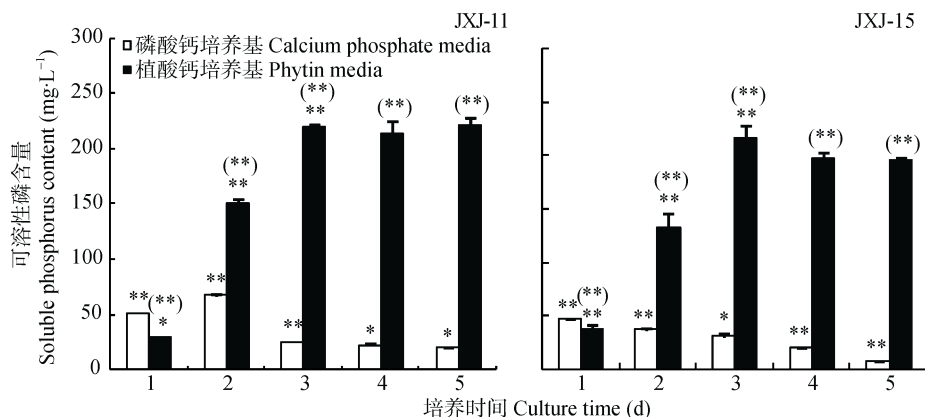 JXJ-11
JXJ-15
可溶性磷含量
Soluble phosphorus content (mg·L⁻¹)
300
250
200
150
100
50
0
磷酸钙培养基 Calcium phosphate media
植酸钙培养基 Phytin media
** (**) *
** (**) **
** (**) **
* (**)
* (**)
** (**) **
** (**) **
* (**) **
** (**)
** (**)
1 2 3 4 5 1 2 3 4 5
培养时间 Culture time (d)